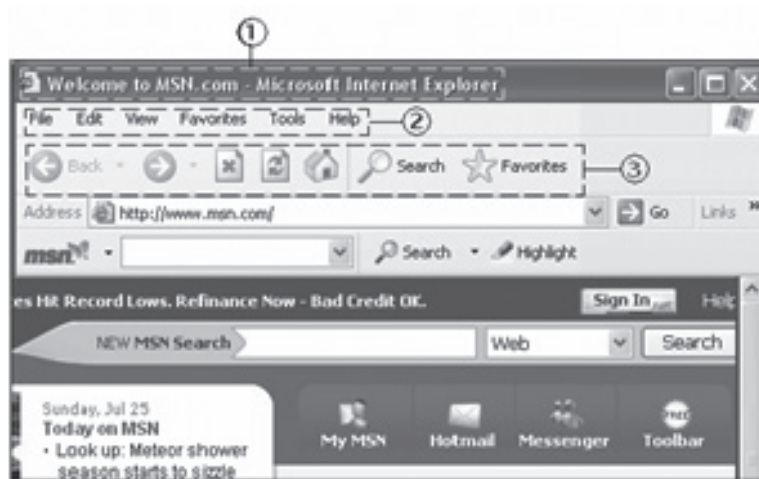 1
Welcome to MSN.com - Microsoft Internet Explorer
File Edit View Favorites Tools Help 2
Back Search Favorites 3
Address http://www.msn.com/ Go Links »
msn Search Highlight
es Hit Record Lows. Refinance Now - Bad Credit OK. Sign In .net Help
NEW MSN Search Web Search
Sunday, Jul 25
Today on MSN
· Look up: Meteor shower
season starts to sizzle
My MSN Hotmail Messenger FREE Toolbar